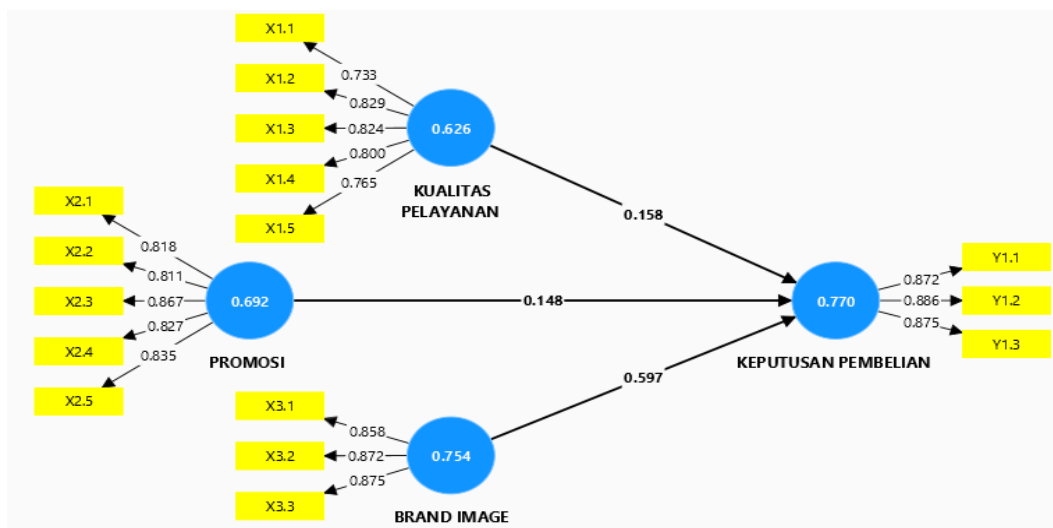 X1.1
X1.2
X1.3
X1.4
X1.5
0.733
0.829
0.824
0.800
0.765
0.626
KUALITAS
PELAYANAN
0.158
X2.1
X2.2
X2.3
X2.4
X2.5
0.818
0.811
0.867
0.827
0.835
0.692
PROMOSI
0.148
X3.1
X3.2
X3.3
0.858
0.872
0.875
0.754
BRAND IMAGE
0.597
0.770
KEPUTUSAN PEMBELIAN
0.872
0.886
0.875
Y1.1
Y1.2
Y1.3